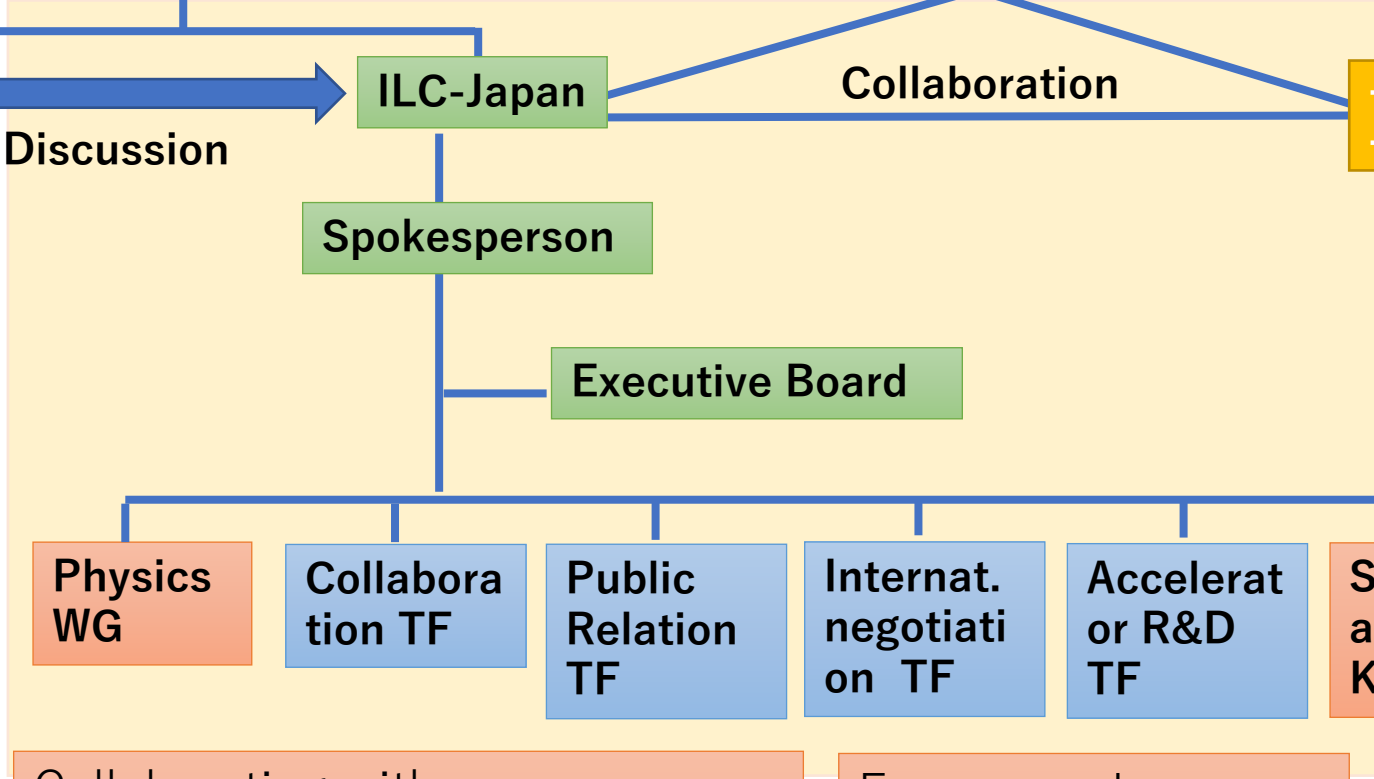 ILC-Japan
Collaboration
Discussion
Spokesperson
Executive Board
Physics
WG
Collabora
tion TF
Public
Relation
TF
Internat.
negotiati
on TF
Accelerat
or R&D
TF